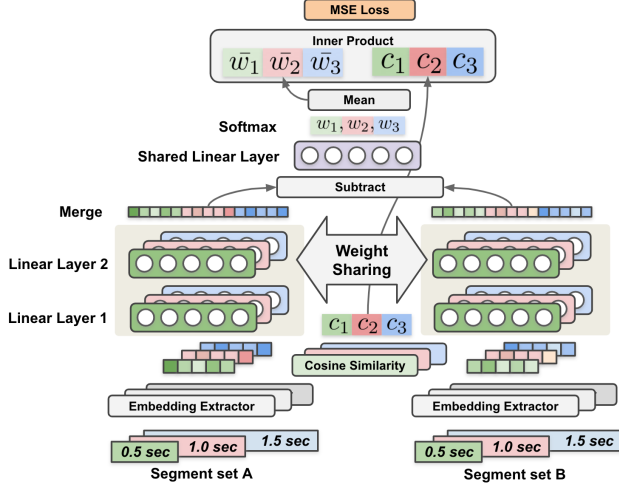 MSE Loss
Inner Product
w̄1 w̄2 w̄3 c1 c2 c3
Mean
Softmax w1, w2, w3
Shared Linear Layer
Subtract
Merge
Linear Layer 2
Weight
Sharing
Linear Layer 1
c1 c2 c3
Cosine Similarity
Embedding Extractor
Embedding Extractor
0.5 sec 1.0 sec 1.5 sec
0.5 sec 1.0 sec 1.5 sec
Segment set A
Segment set B